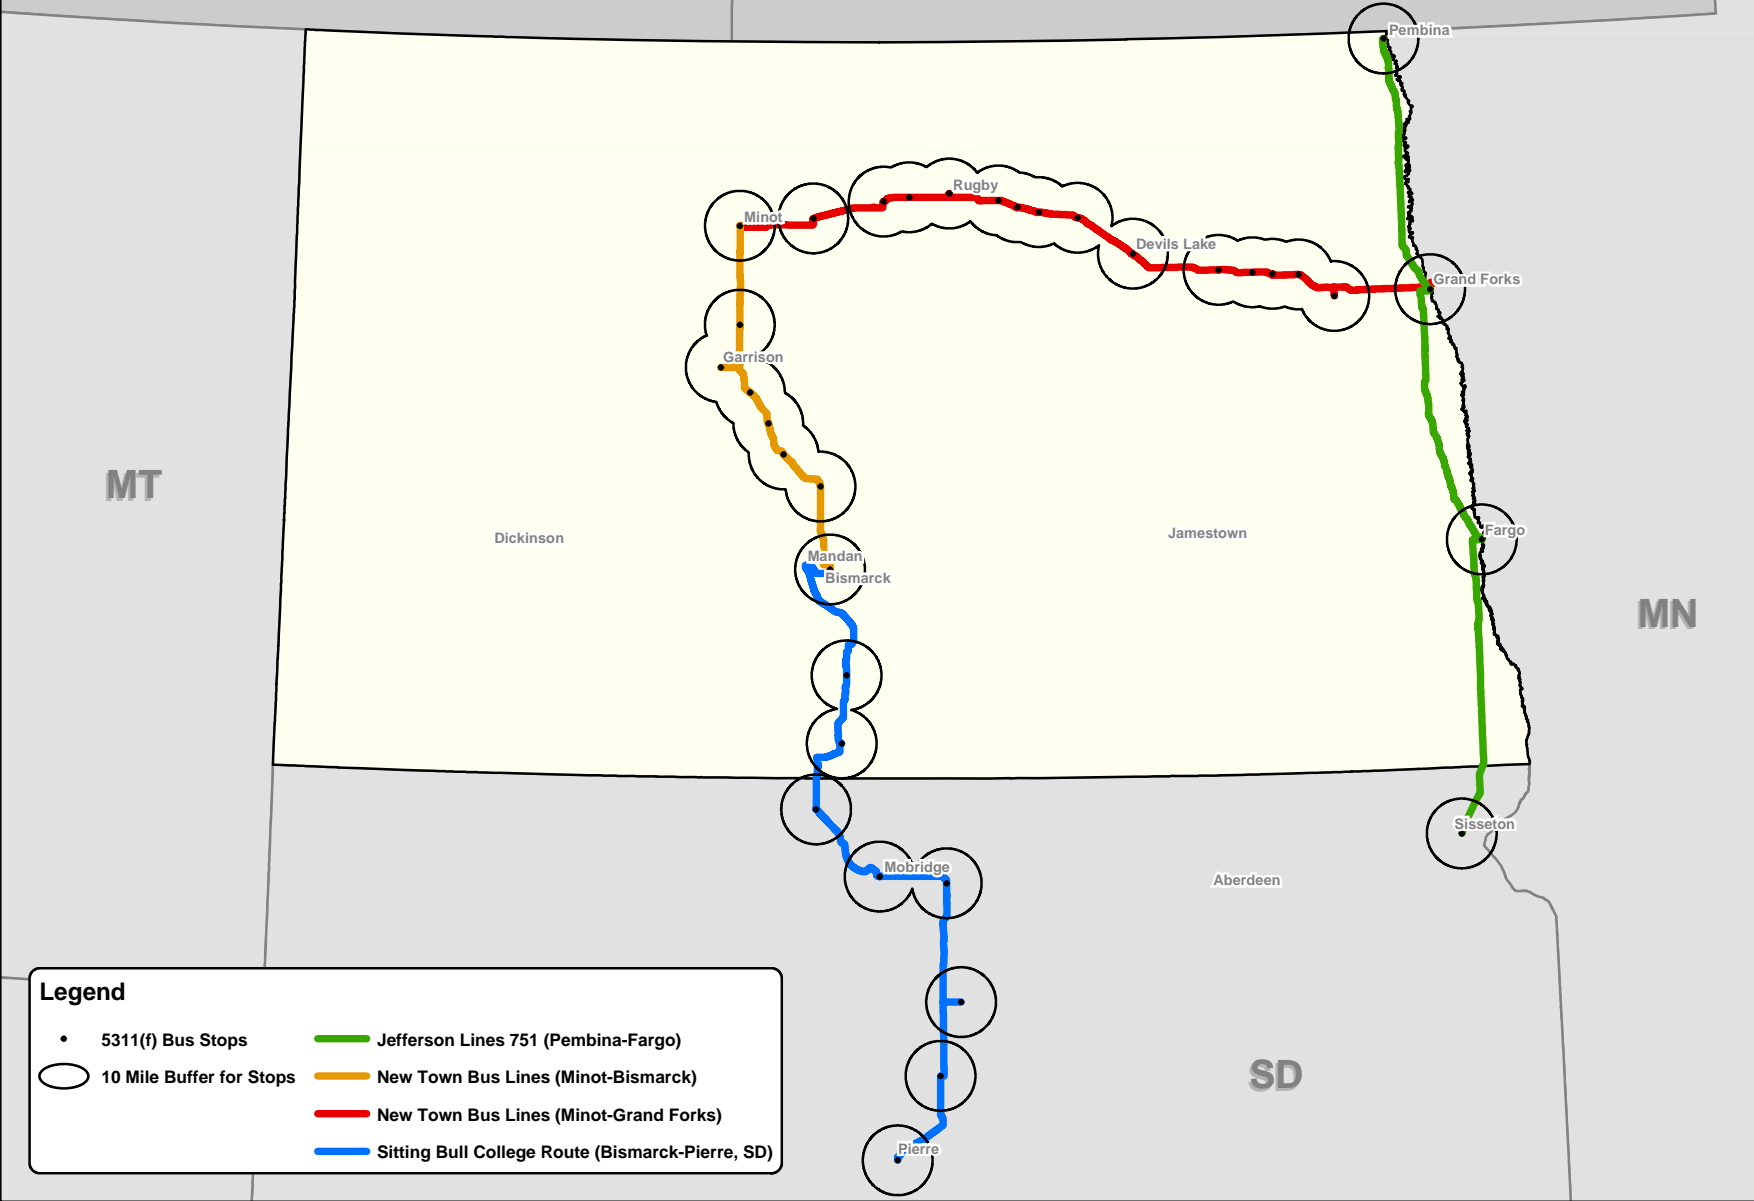 Pembina
Rugby
Minot
Devils Lake
Grand Forks
Garrison
MT
Fargo
Jamestown
Dickinson
Mandan
Bismarck
MN
Sisseton
Mobridge
Aberdeen
SD
Pierre
Legend
5311(f) Bus Stops
10 Mile Buffer for Stops
Jefferson Lines 751 (Pembina-Fargo)
New Town Bus Lines (Minot-Bismarck)
New Town Bus Lines (Minot-Grand Forks)
Sitting Bull College Route (Bismarck-Pierre, SD)